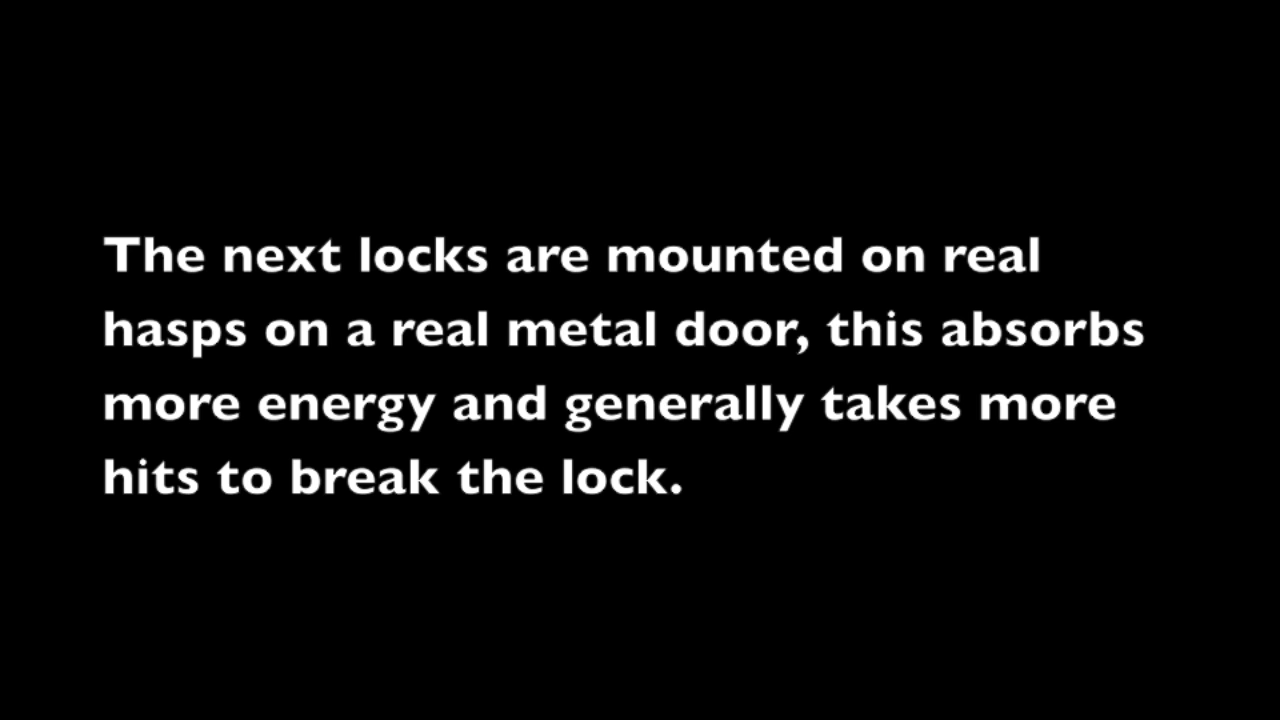 The next locks are mounted on real
hasps on a real metal door, this absorbs
more energy and generally takes more
hits to break the lock.